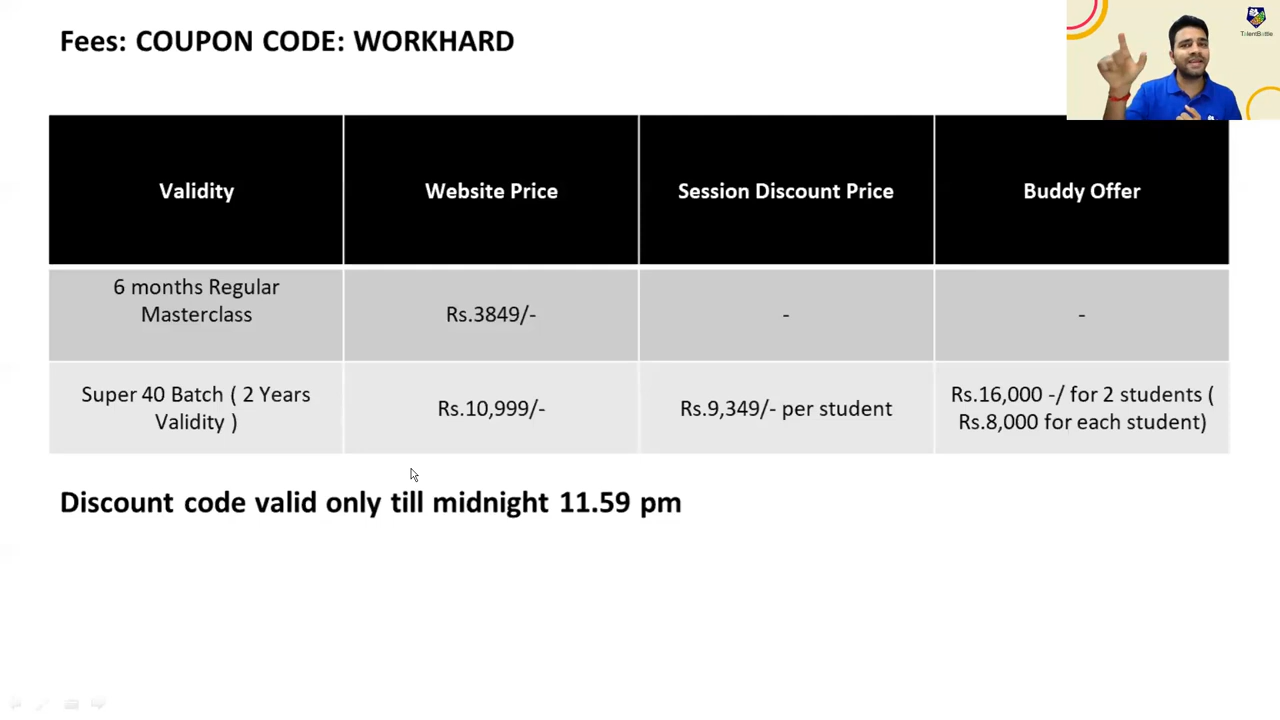 Fees: COUPON CODE: WORKHARD
TalentBattle
Validity
Website Price
Session Discount Price
Buddy Offer
6 months Regular
Masterclass
Rs.3849/-
-
-
Super 40 Batch ( 2 Years
Validity )
Rs.10,999/-
Rs.9,349/- per student
Rs.16,000 -/ for 2 students (
Rs.8,000 for each student)
Discount code valid only till midnight 11.59 pm